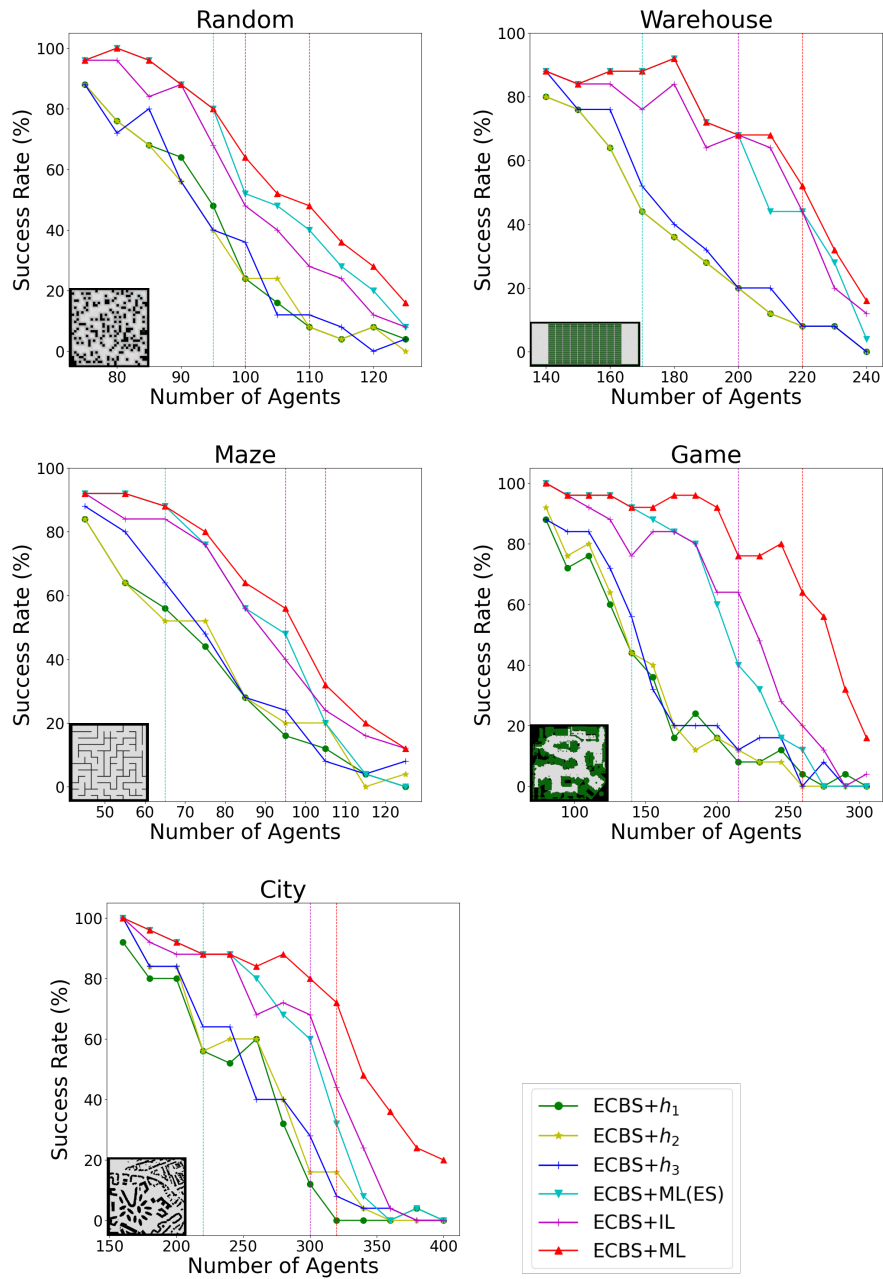 Random
Success Rate (%)
100
80
60
40
20
0
80 90 100 110 120
Number of Agents
Warehouse
Success Rate (%)
100
80
60
40
20
0
140 160 180 200 220 240
Number of Agents
Maze
Success Rate (%)
100
80
60
40
20
0
50 60 70 80 90 100 110 120
Number of Agents
Game
Success Rate (%)
100
80
60
40
20
0
100 150 200 250 300
Number of Agents
City
Success Rate (%)
100
80
60
40
20
0
150 200 250 300 350 400
Number of Agents
ECBS+h₁
ECBS+h₂
ECBS+h₃
ECBS+ML(ES)
ECBS+IL
ECBS+ML